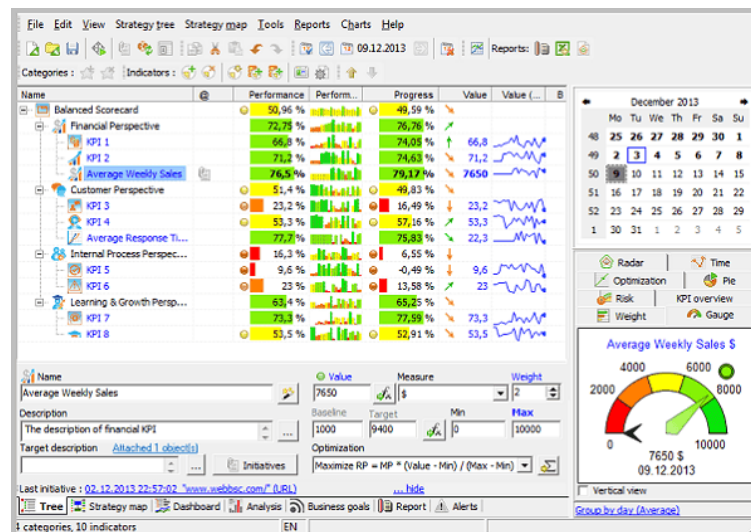 File Edit View Strategy tree Strategy map Tools Reports Charts Help
09.12.2013 Reports:
Categories : Indicators :
Name @ Performance Perform... Progress Value Value (... B
Balanced Scorecard 50,96 % 49,59 %
Financial Perspective 72,75 % 76,76 %
KPI 1 66,8 % 74,05 % 66,8
KPI 2 71,2 % 74,63 % 71,2
Average Weekly Sales 76,5 % 79,17 % 7650
Customer Perspective 51,4 % 49,83 %
KPI 3 23,2 % 16,49 % 23,2
KPI 4 53,3 % 57,16 % 53,3
Average Response Ti... 77,7 % 75,83 % 22,3
Internal Process Perspec... 16,3 % 6,55 %
KPI 5 9,6 % -0,49 % 9,6
KPI 6 23 % 13,58 % 23
Learning & Growth Persp... 63,4 % 65,25 %
KPI 7 73,3 % 77,59 % 73,3
KPI 8 53,5 % 52,91 % 53,5
December 2013
Mo Tu We Th Fr Sa Su
48 25 26 27 28 29 30 1
49 2 3 4 5 6 7 8
50 9 10 11 12 13 14 15
51 16 17 18 19 20 21 22
52 23 24 25 26 27 28 29
1 30 31 1 2 3 4 5
Radar Time
Optimization Pie
Risk KPI overview
Weight Gauge
Average Weekly Sales $
4000 6000
2000 8000
0 10000
7650 $
09.12.2013
Vertical view
Group by day (Average)
Name Value Measure Weight
Average Weekly Sales 7650 $ 2
Description Baseline Target Min Max
The description of financial KPI ... 1000 9400 0 10000
Target description Attached 1 object(s) Optimization
... Initiatives Maximize RP = MP * (Value - Min) / (Max - Min)
Last initiative : 02.12.2013 22:57:02 "www.webbsc.com/" (URL) ... hide
Tree Strategy map Dashboard Analysis Business goals Report Alerts
4 categories, 10 indicators EN